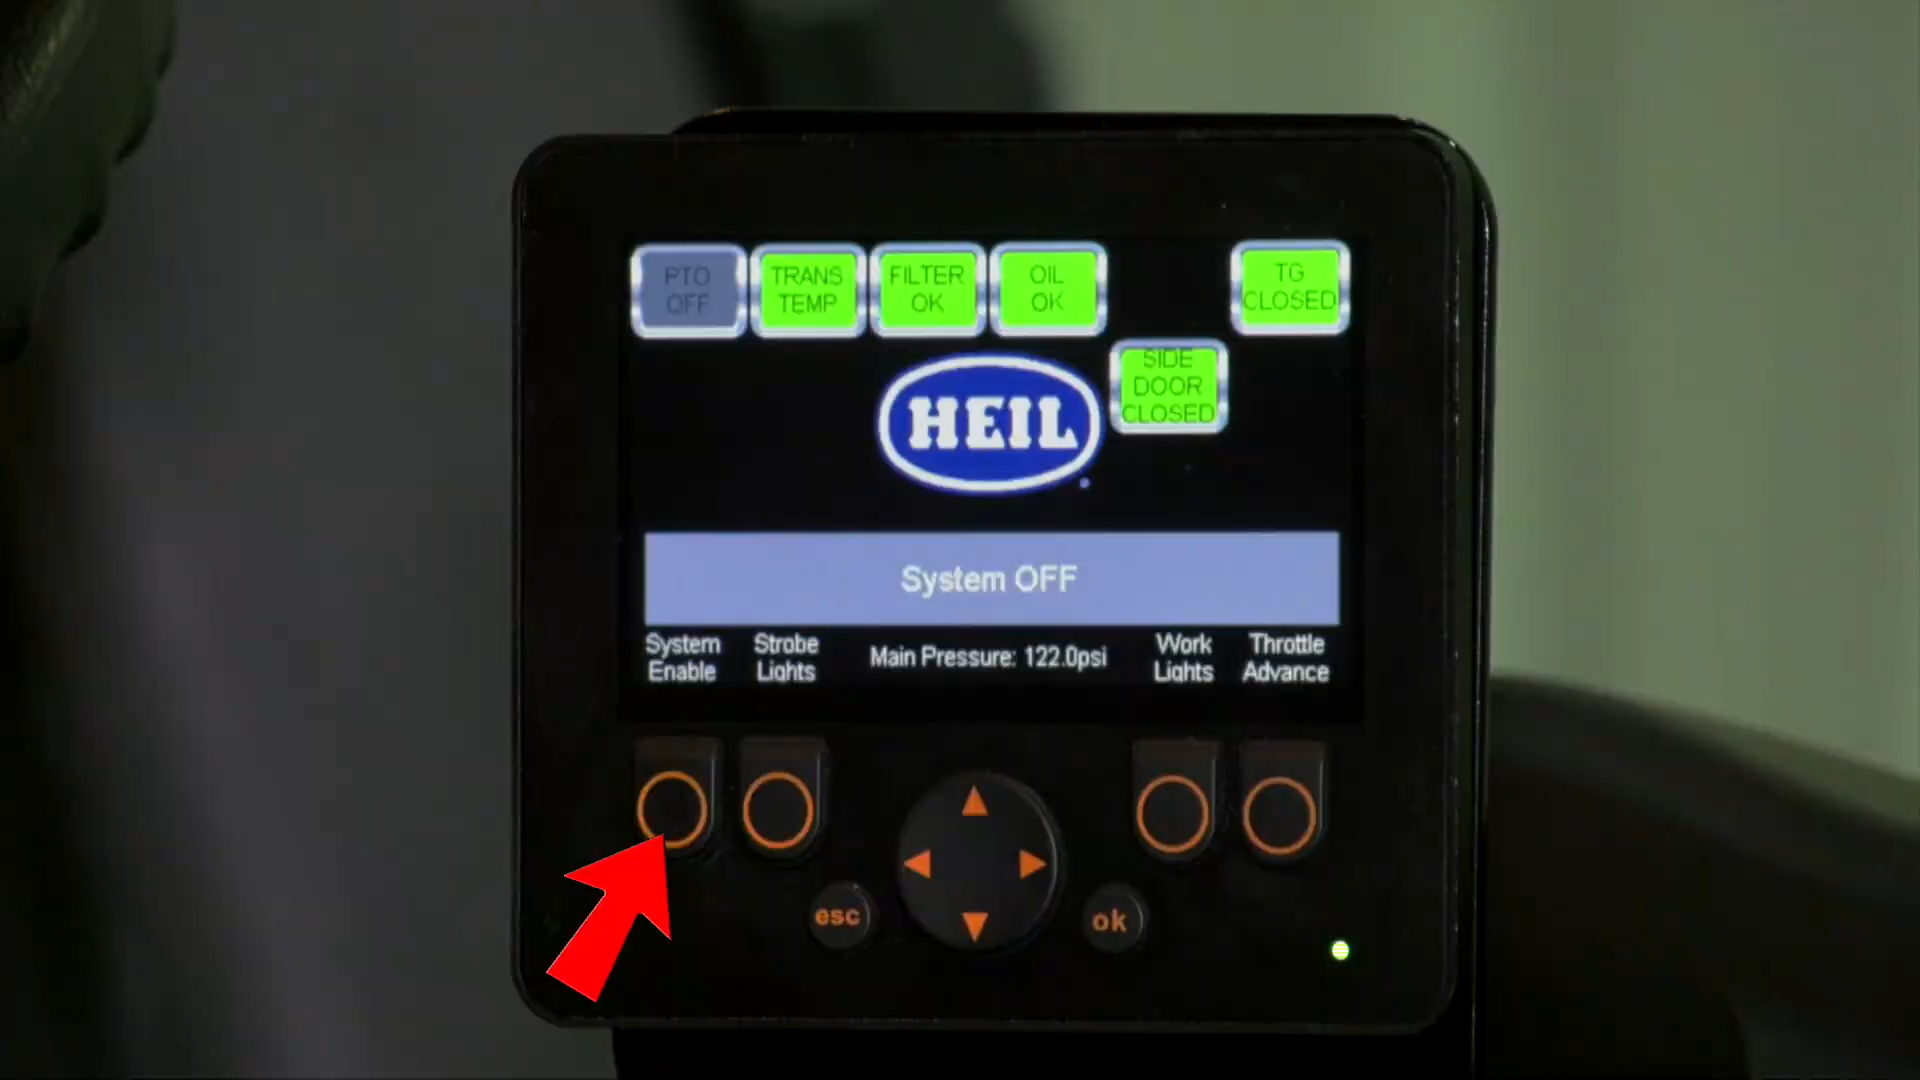 PTO
OFF
TRANS
TEMP
FILTER
OK
OIL
OK
TG
CLOSED
SIDE
DOOR
CLOSED
HEIL
System OFF
System
Enable
Strobe
Lights
Main Pressure: 122.0psi
Work
Lights
Throttle
Advance
esc
ok